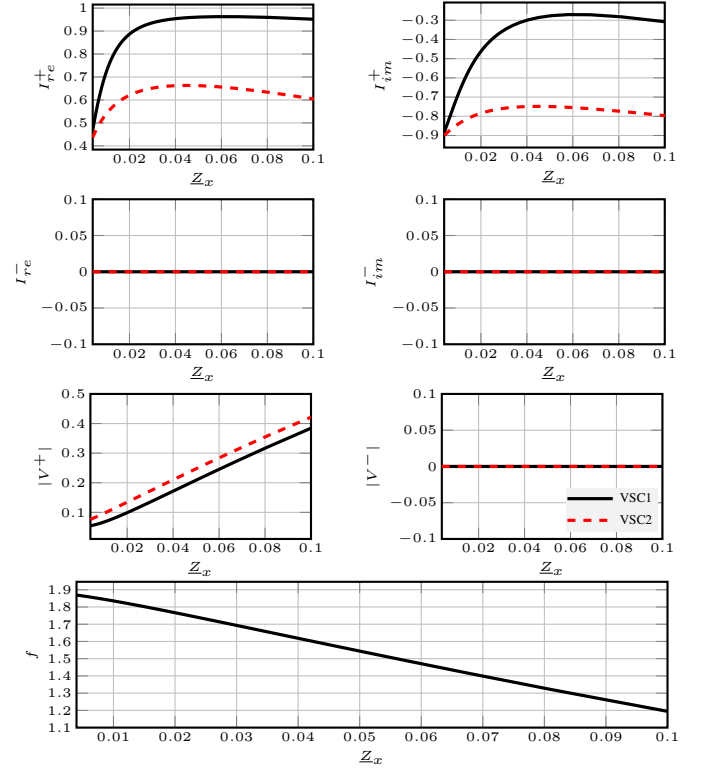 1
0.9
0.8
0.7
0.6
0.5
0.4
I⁺re
0.02 0.04 0.06 0.08 0.1
Z̲x
−0.3
−0.4
−0.5
−0.6
−0.7
−0.8
−0.9
I⁺im
0.02 0.04 0.06 0.08 0.1
Z̲x
0.1
0.05
0
−0.05
−0.1
I⁻re
0.02 0.04 0.06 0.08 0.1
Z̲x
0.1
0.05
0
−0.05
−0.1
I⁻im
0.02 0.04 0.06 0.08 0.1
Z̲x
0.5
0.4
0.3
0.2
0.1
|V⁺|
0.02 0.04 0.06 0.08 0.1
Z̲x
0.1
0.05
0
−0.05
−0.1
|V⁻|
VSC1
VSC2
0.02 0.04 0.06 0.08 0.1
Z̲x
1.9
1.8
1.7
1.6
1.5
1.4
1.3
1.2
1.1
f
0.01 0.02 0.03 0.04 0.05 0.06 0.07 0.08 0.09 0.1
Z̲x